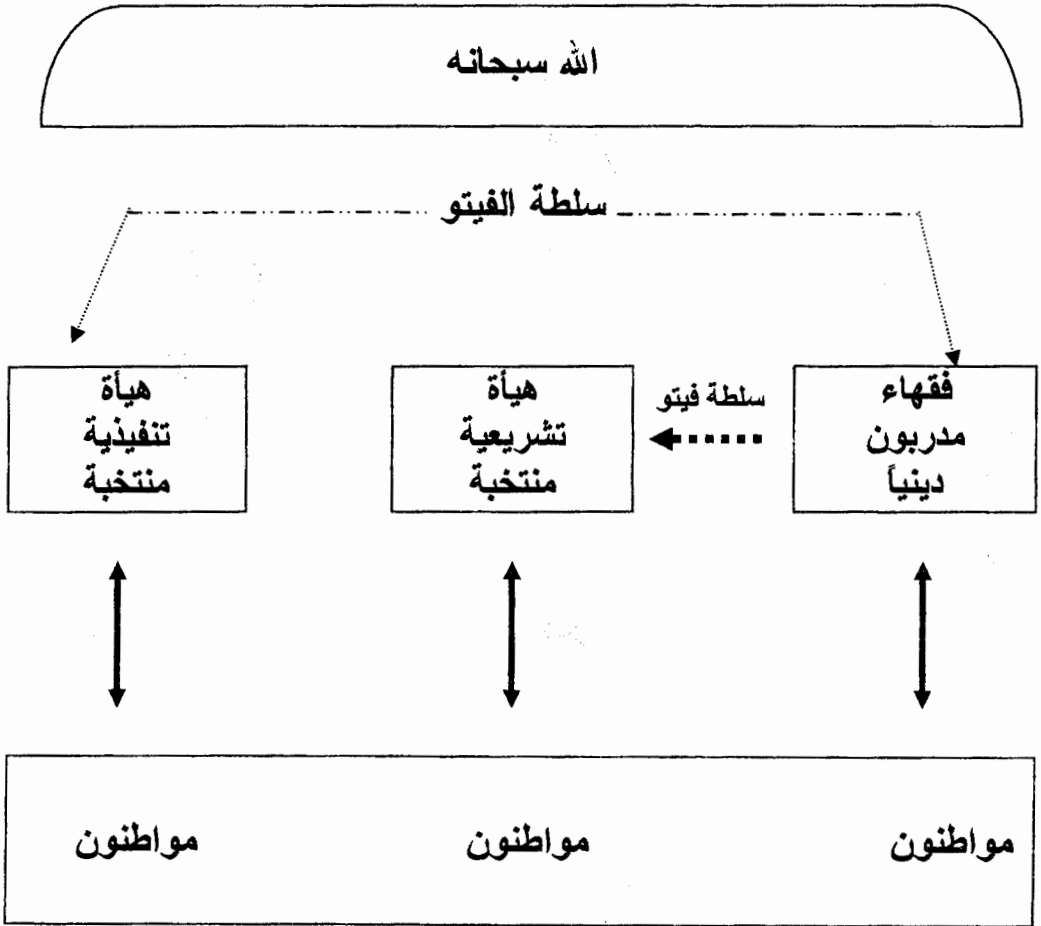 الله سبحانه
سلطة الفيتو
فقهاء
مدربون
دينياً
سلطة فيتو
هيأة
تشريعية
منتخبة
هيأة
تنفيذية
منتخبة
مواطنون
مواطنون
مواطنون